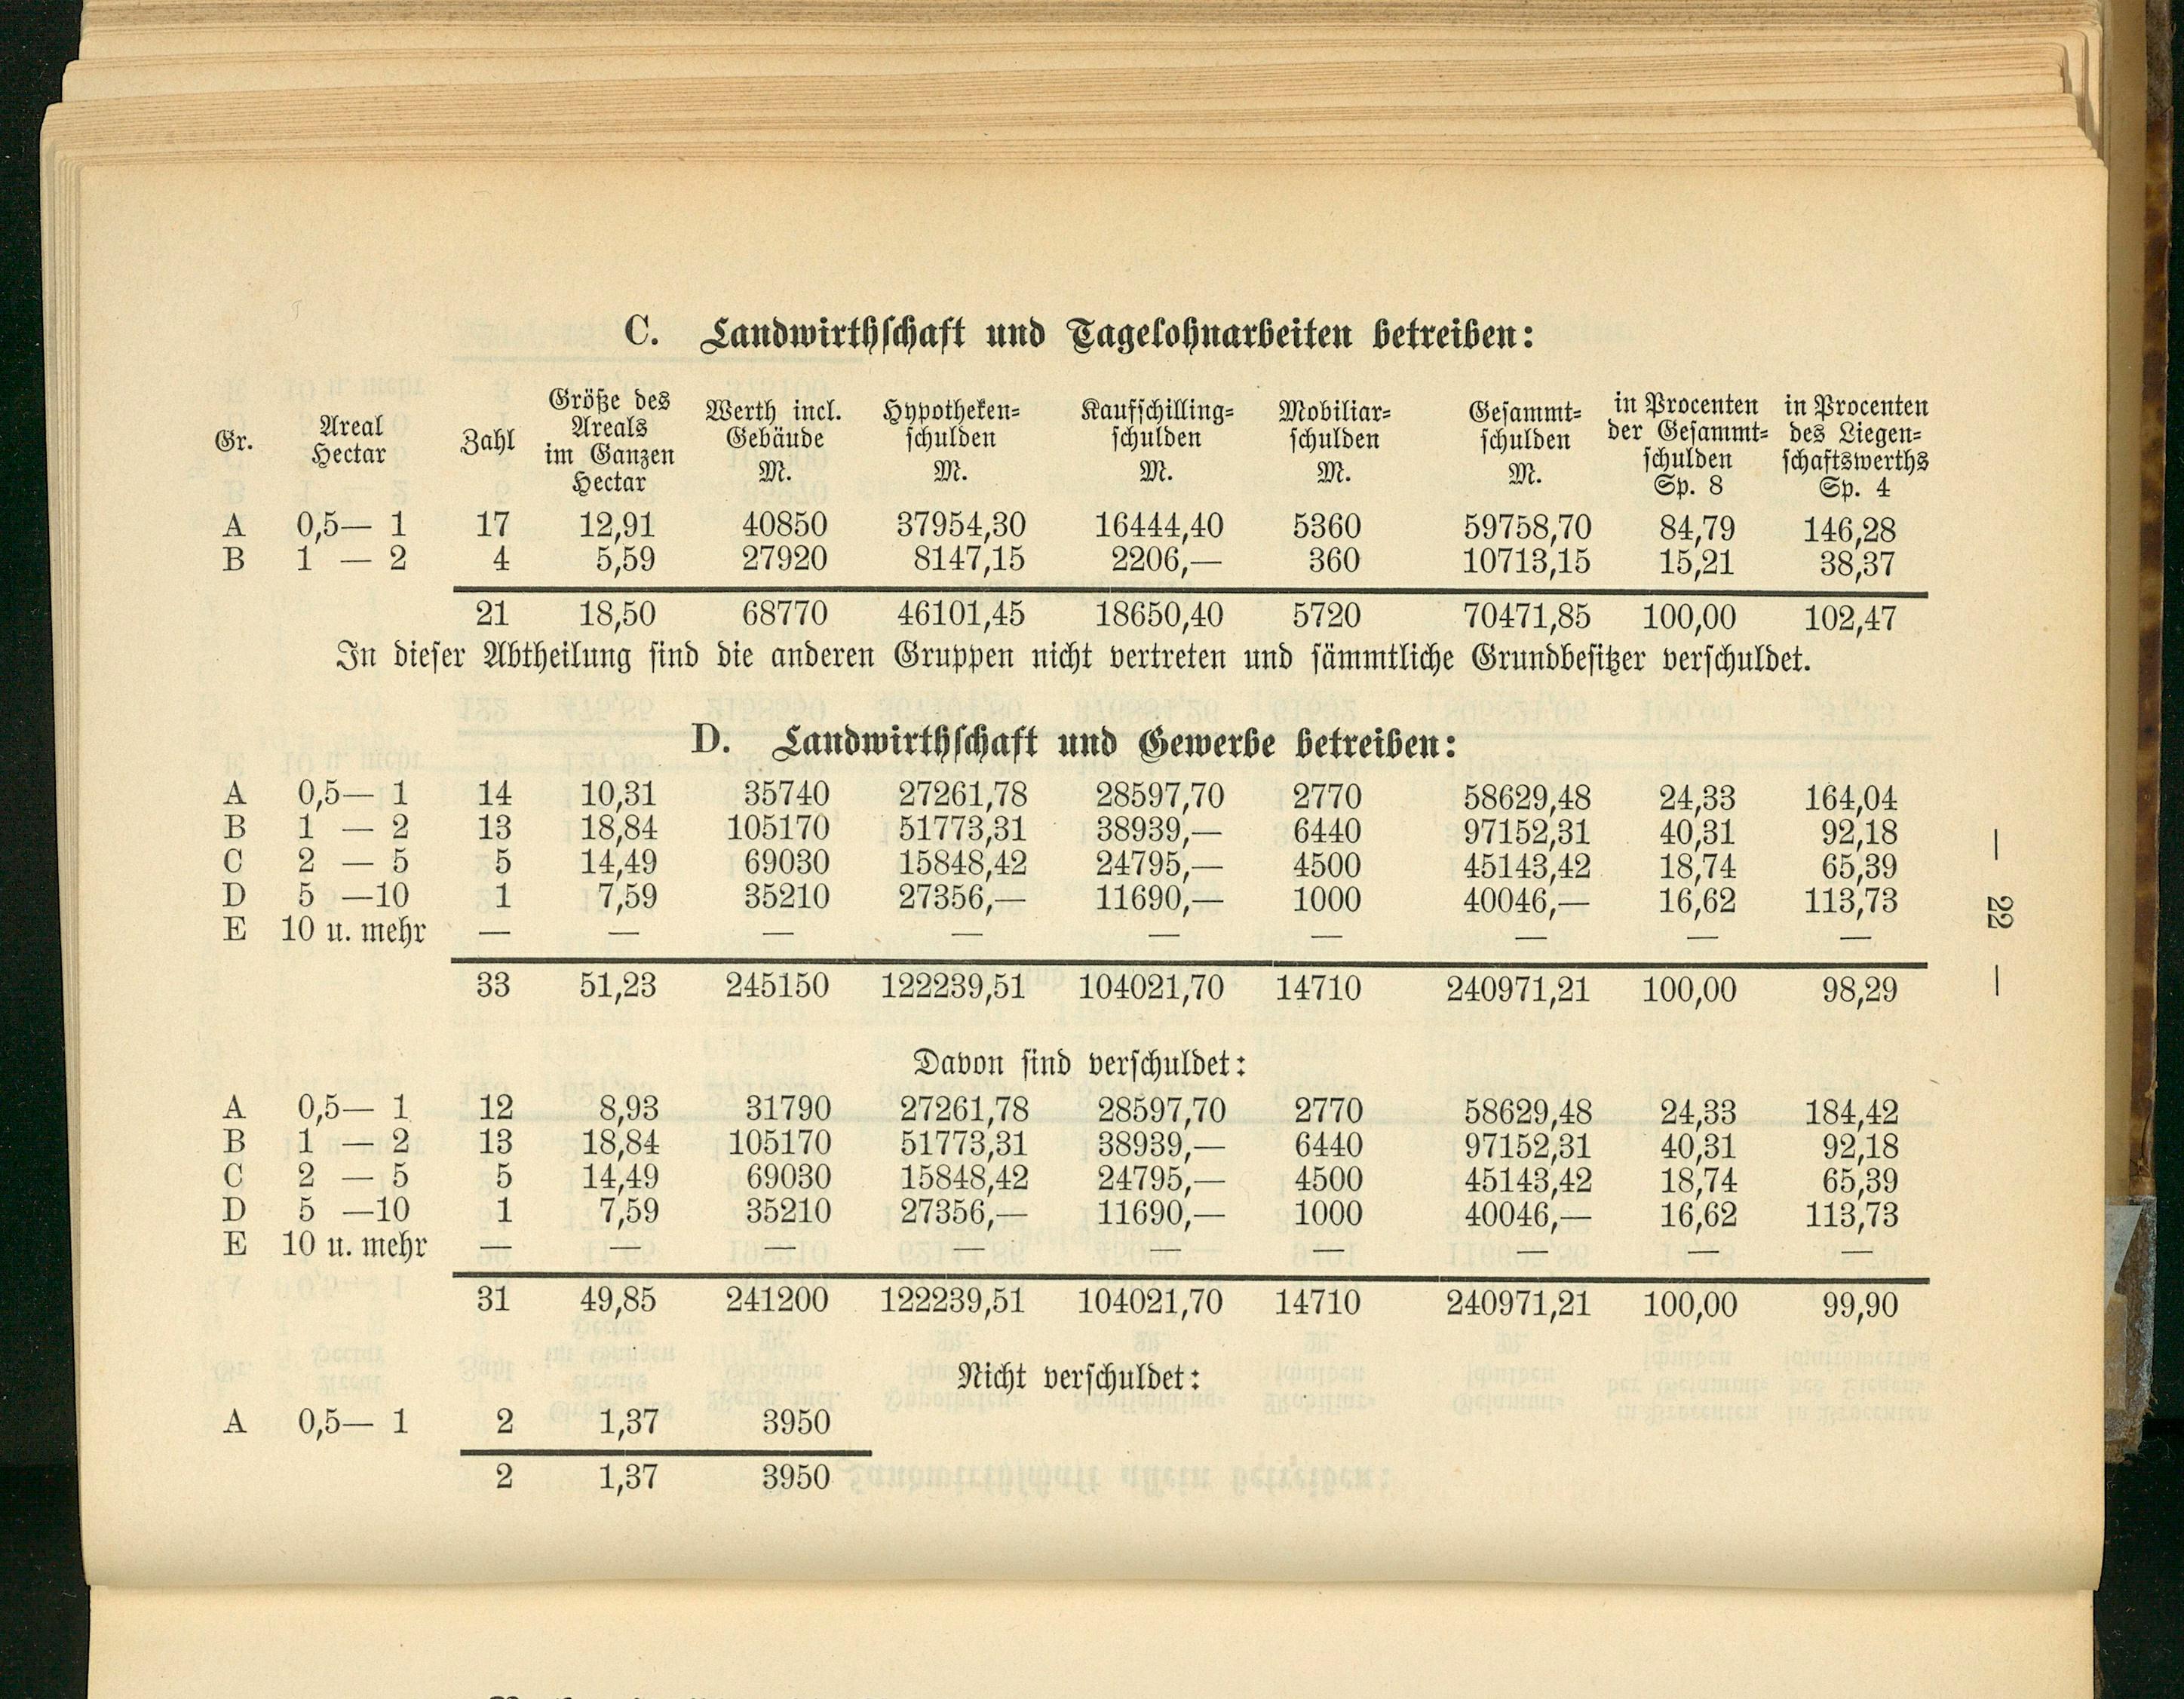 C. Landwirthschaft und Tagelohnarbeiten betreiben:
Gr. Areal Hectar Zahl Größe des Areals im Ganzen Hectar Werth incl. Gebäude M. Hypotheken-schulden M. Kaufschilling-schulden M. Mobiliar-schulden M. Gesammt-schulden M. in Procenten der Gesammt-schulden Sp. 8 in Procenten des Liegen-schaftswerths Sp. 4
A 0,5— 1 17 12,91 40850 37954,30 16444,40 5360 59758,70 84,79 146,28
B 1 — 2 4 5,59 27920 8147,15 2206,— 360 10713,15 15,21 38,37
21 18,50 68770 46101,45 18650,40 5720 70471,85 100,00 102,47
In dieser Abtheilung sind die anderen Gruppen nicht vertreten und sämmtliche Grundbesitzer verschuldet.
D. Landwirthschaft und Gewerbe betreiben:
A 0,5— 1 14 10,31 35740 27261,78 28597,70 2770 58629,48 24,33 164,04
B 1 — 2 13 18,84 105170 51773,31 38939,— 6440 97152,31 40,31 92,18
C 2 — 5 5 14,49 69030 15848,42 24795,— 4500 45143,42 18,74 65,39
D 5 —10 1 7,59 35210 27356,— 11690,— 1000 40046,— 16,62 113,73
E 10 u. mehr — — — — — — — — —
33 51,23 245150 122239,51 104021,70 14710 240971,21 100,00 98,29
Davon sind verschuldet:
A 0,5— 1 12 8,93 31790 27261,78 28597,70 2770 58629,48 24,33 184,42
B 1 — 2 13 18,84 105170 51773,31 38939,— 6440 97152,31 40,31 92,18
C 2 — 5 5 14,49 69030 15848,42 24795,— 4500 45143,42 18,74 65,39
D 5 —10 1 7,59 35210 27356,— 11690,— 1000 40046,— 16,62 113,73
E 10 u. mehr — — — — — — — — —
31 49,85 241200 122239,51 104021,70 14710 240971,21 100,00 99,90
Nicht verschuldet:
A 0,5— 1 2 1,37 3950
2 1,37 3950
— 22 —